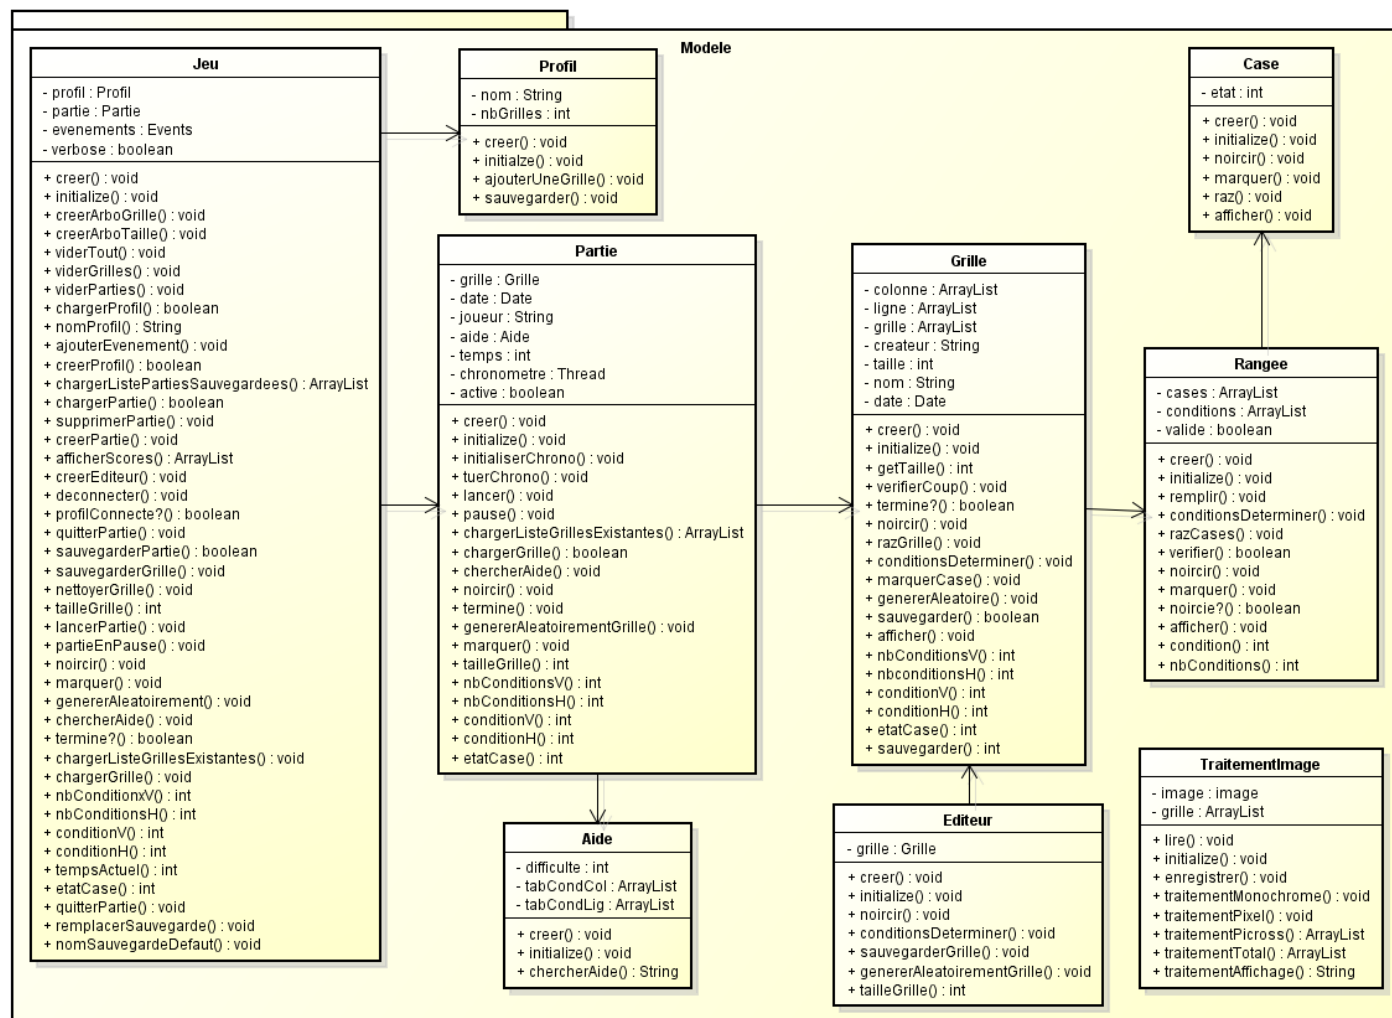 Modele
Jeu
- profil : Profil
- partie : Partie
- evenements : Events
- verbose : boolean
+ creer() : void
+ initialize() : void
+ creerArboGrille() : void
+ creerArboTaille() : void
+ viderTout() : void
+ viderGrilles() : void
+ viderParties() : void
+ chargerProfil() : boolean
+ nomProfil() : String
+ ajouterEvenement() : void
+ creerProfil() : boolean
+ chargerListePartiesSauvegardees() : ArrayList
+ chargerPartie() : boolean
+ supprimerPartie() : void
+ creerPartie() : void
+ afficherScores() : ArrayList
+ creerEditeur() : void
+ deconnecter() : void
+ profilConnecte?() : boolean
+ quitterPartie() : void
+ sauvegarderPartie() : boolean
+ sauvegarderGrille() : void
+ nettoyerGrille() : void
+ tailleGrille() : int
+ lancerPartie() : void
+ partieEnPause() : void
+ noircir() : void
+ marquer() : void
+ genererAleatoirement() : void
+ chercherAide() : void
+ termine?() : boolean
+ chargerListeGrillesExistantes() : void
+ chargerGrille() : void
+ nbConditionxV() : int
+ nbConditionsH() : int
+ conditionV() : int
+ conditionH() : int
+ tempsActuel() : int
+ etatCase() : int
+ quitterPartie() : void
+ remplacerSauvegarde() : void
+ nomSauvegardeDefaut() : void
Profil
- nom : String
- nbGrilles : int
+ creer() : void
+ initialze() : void
+ ajouterUneGrille() : void
+ sauvegarder() : void
Partie
- grille : Grille
- date : Date
- joueur : String
- aide : Aide
- temps : int
- chronometre : Thread
- active : boolean
+ creer() : void
+ initialize() : void
+ initialiserChrono() : void
+ tuerChrono() : void
+ lancer() : void
+ pause() : void
+ chargerListeGrillesExistantes() : ArrayList
+ chargerGrille() : boolean
+ chercherAide() : void
+ noircir() : void
+ termine() : void
+ genererAleatoirementGrille() : void
+ marquer() : void
+ tailleGrille() : int
+ nbConditionsV() : int
+ nbConditionsH() : int
+ conditionV() : int
+ conditionH() : int
+ etatCase() : int
Aide
- difficulte : int
- tabCondCol : ArrayList
- tabCondLig : ArrayList
+ creer() : void
+ initialize() : void
+ chercherAide() : String
Grille
- colonne : ArrayList
- ligne : ArrayList
- grille : ArrayList
- createur : String
- taille : int
- nom : String
- date : Date
+ creer() : void
+ initialize() : void
+ getTaille() : int
+ verifierCoup() : void
+ termine?() : boolean
+ noircir() : void
+ razGrille() : void
+ conditionsDeterminer() : void
+ marquerCase() : void
+ genererAleatoire() : void
+ sauvegarder() : boolean
+ afficher() : void
+ nbConditionsV() : int
+ nbconditionsH() : int
+ conditionV() : int
+ conditionH() : int
+ etatCase() : int
+ sauvegarder() : int
Editeur
- grille : Grille
+ creer() : void
+ initialize() : void
+ noircir() : void
+ conditionsDeterminer() : void
+ sauvegarderGrille() : void
+ genererAleatoirementGrille() : void
+ tailleGrille() : int
Case
- etat : int
+ creer() : void
+ initialize() : void
+ noircir() : void
+ marquer() : void
+ raz() : void
+ afficher() : void
Rangee
- cases : ArrayList
- conditions : ArrayList
- valide : boolean
+ creer() : void
+ initialize() : void
+ remplir() : void
+ conditionsDeterminer() : void
+ razCases() : void
+ verifier() : boolean
+ noircir() : void
+ marquer() : void
+ noircie?() : boolean
+ afficher() : void
+ condition() : int
+ nbConditions() : int
TraitementImage
- image : image
- grille : ArrayList
+ lire() : void
+ initialize() : void
+ enregistrer() : void
+ traitementMonochrome() : void
+ traitementPixel() : void
+ traitementPicross() : ArrayList
+ traitementTotal() : ArrayList
+ traitementAffichage() : String